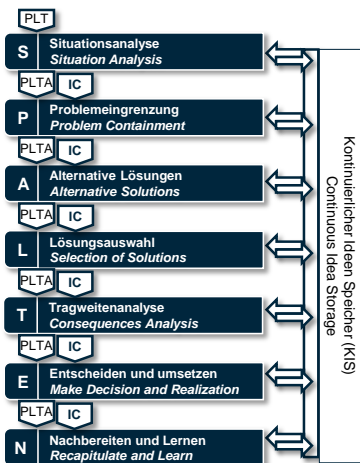 PLT
S
Situationsanalyse
Situation Analysis
PLTA IC
P
Problemeingrenzung
Problem Containment
PLTA IC
A
Alternative Lösungen
Alternative Solutions
PLTA IC
L
Lösungsauswahl
Selection of Solutions
PLTA IC
T
Tragweitenanalyse
Consequences Analysis
PLTA IC
E
Entscheiden und umsetzen
Make Decision and Realization
PLTA IC
N
Nachbereiten und Lernen
Recapitulate and Learn
Kontinuierlicher Ideen Speicher (KIS)
Continuous Idea Storage